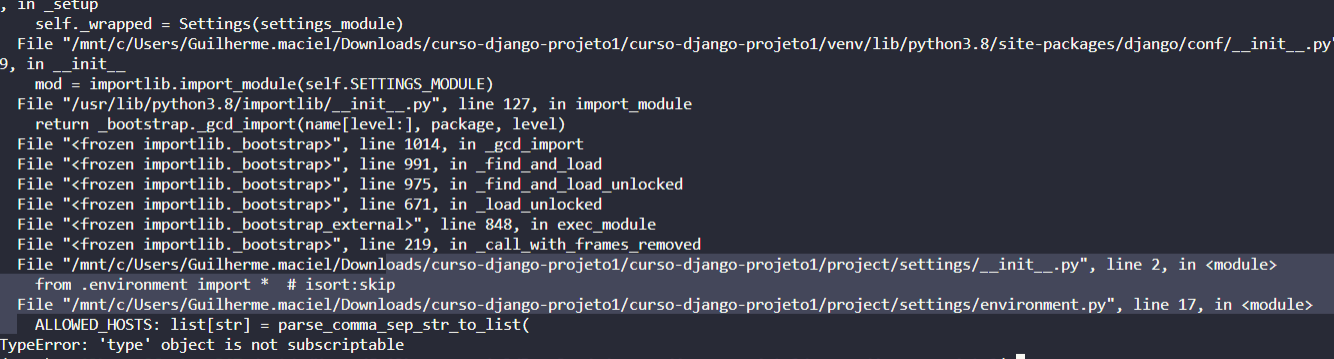 , in _setup
    self._wrapped = Settings(settings_module)
  File "/mnt/c/Users/Guilherme.maciel/Downloads/curso-django-projeto1/curso-django-projeto1/venv/lib/python3.8/site-packages/django/conf/__init__.py"
9, in __init__
    mod = importlib.import_module(self.SETTINGS_MODULE)
  File "/usr/lib/python3.8/importlib/__init__.py", line 127, in import_module
    return _bootstrap._gcd_import(name[level:], package, level)
  File "<frozen importlib._bootstrap>", line 1014, in _gcd_import
  File "<frozen importlib._bootstrap>", line 991, in _find_and_load
  File "<frozen importlib._bootstrap>", line 975, in _find_and_load_unlocked
  File "<frozen importlib._bootstrap>", line 671, in _load_unlocked
  File "<frozen importlib._bootstrap_external>", line 848, in exec_module
  File "<frozen importlib._bootstrap>", line 219, in _call_with_frames_removed
  File "/mnt/c/Users/Guilherme.maciel/Downloads/curso-django-projeto1/curso-django-projeto1/project/settings/__init__.py", line 2, in <module>
    from .environment import *  # isort:skip
  File "/mnt/c/Users/Guilherme.maciel/Downloads/curso-django-projeto1/curso-django-projeto1/project/settings/environment.py", line 17, in <module>
    ALLOWED_HOSTS: list[str] = parse_comma_sep_str_to_list(
TypeError: 'type' object is not subscriptable